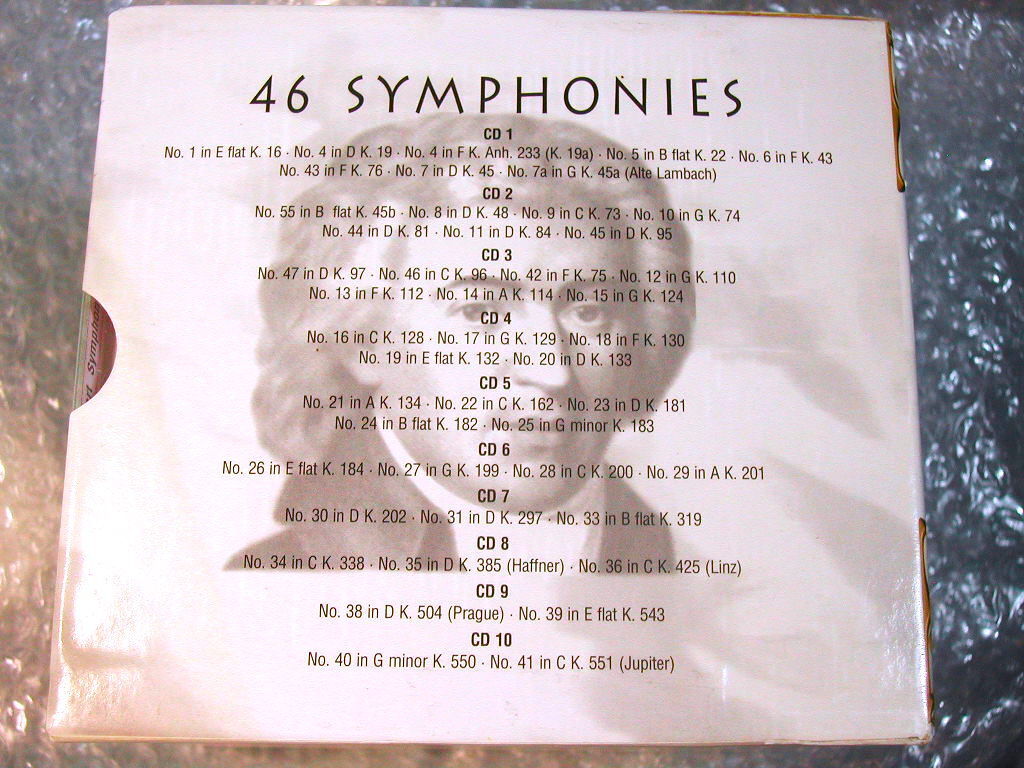 46 SYMPHONIES
CD 1
No. 1 in E flat K. 16 · No. 4 in D K. 19 · No. 4 in F K. Anh. 233 (K. 19a) · No. 5 in B flat K. 22 · No. 6 in F K. 43
No. 43 in F K. 76 · No. 7 in D K. 45 · No. 7a in G K. 45a (Alte Lambach)
CD 2
No. 55 in B flat K. 45b · No. 8 in D K. 48 · No. 9 in C K. 73 · No. 10 in G K. 74
No. 44 in D K. 81 · No. 11 in D K. 84 · No. 45 in D K. 95
CD 3
No. 47 in D K. 97 · No. 46 in C K. 96 · No. 42 in F K. 75 · No. 12 in G K. 110
No. 13 in F K. 112 · No. 14 in A K. 114 · No. 15 in G K. 124
CD 4
No. 16 in C K. 128 · No. 17 in G K. 129 · No. 18 in F K. 130
No. 19 in E flat K. 132 · No. 20 in D K. 133
CD 5
No. 21 in A K. 134 · No. 22 in C K. 162 · No. 23 in D K. 181
No. 24 in B flat K. 182 · No. 25 in G minor K. 183
CD 6
No. 26 in E flat K. 184 · No. 27 in G K. 199 · No. 28 in C K. 200 · No. 29 in A K. 201
CD 7
No. 30 in D K. 202 · No. 31 in D K. 297 · No. 33 in B flat K. 319
CD 8
No. 34 in C K. 338 · No. 35 in D K. 385 (Haffner) · No. 36 in C K. 425 (Linz)
CD 9
No. 38 in D K. 504 (Prague) · No. 39 in E flat K. 543
CD 10
No. 40 in G minor K. 550 · No. 41 in C K. 551 (Jupiter)